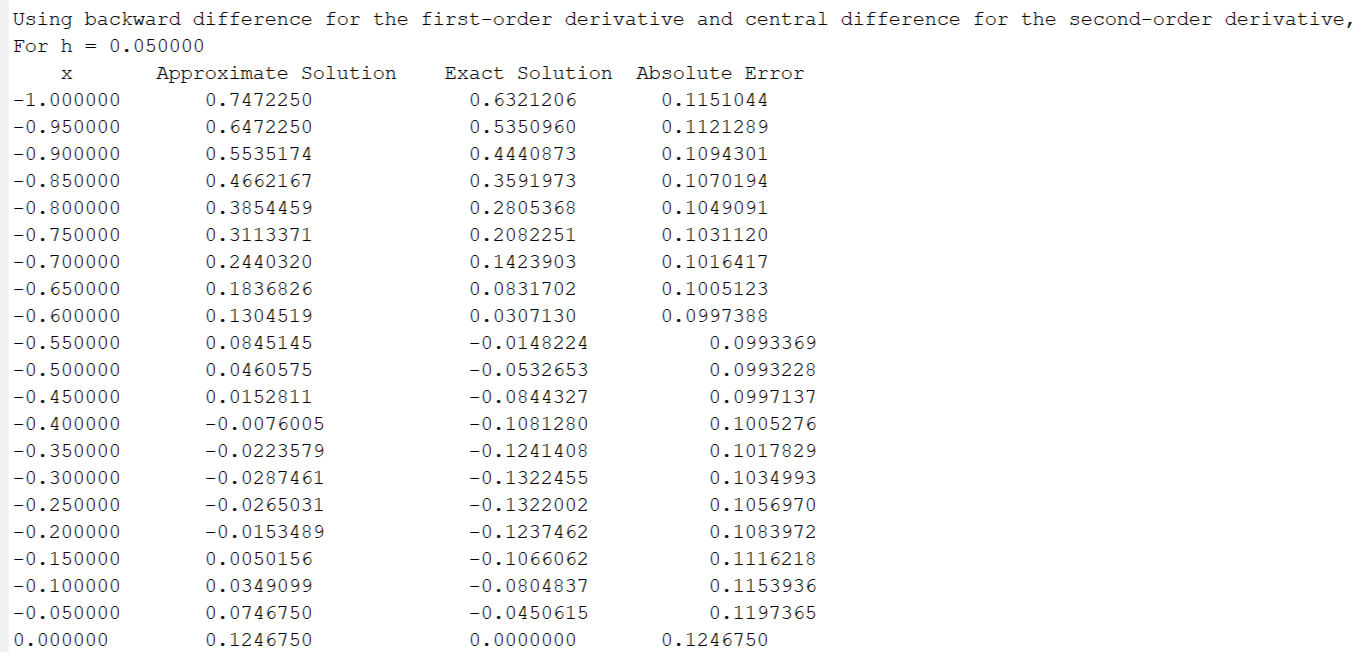 Using backward difference for the first-order derivative and central difference for the second-order derivative,
For h = 0.050000
x Approximate Solution Exact Solution Absolute Error
-1.000000 0.7472250 0.6321206 0.1151044
-0.950000 0.6472250 0.5350960 0.1121289
-0.900000 0.5535174 0.4440873 0.1094301
-0.850000 0.4662167 0.3591973 0.1070194
-0.800000 0.3854459 0.2805368 0.1049091
-0.750000 0.3113371 0.2082251 0.1031120
-0.700000 0.2440320 0.1423903 0.1016417
-0.650000 0.1836826 0.0831702 0.1005123
-0.600000 0.1304519 0.0307130 0.0997388
-0.550000 0.0845145 -0.0148224 0.0993369
-0.500000 0.0460575 -0.0532653 0.0993228
-0.450000 0.0152811 -0.0844327 0.0997137
-0.400000 -0.0076005 -0.1081280 0.1005276
-0.350000 -0.0223579 -0.1241408 0.1017829
-0.300000 -0.0287461 -0.1322455 0.1034993
-0.250000 -0.0265031 -0.1322002 0.1056970
-0.200000 -0.0153489 -0.1237462 0.1083972
-0.150000 0.0050156 -0.1066062 0.1116218
-0.100000 0.0349099 -0.0804837 0.1153936
-0.050000 0.0746750 -0.0450615 0.1197365
0.000000 0.1246750 0.0000000 0.1246750